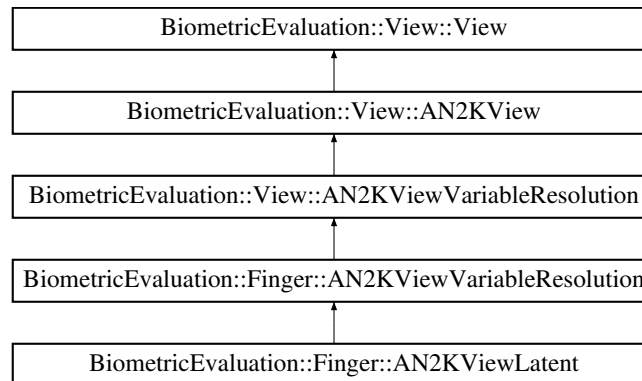 BiometricEvaluation::View::View
BiometricEvaluation::View::AN2KView
BiometricEvaluation::View::AN2KViewVariableResolution
BiometricEvaluation::Finger::AN2KViewVariableResolution
BiometricEvaluation::Finger::AN2KViewLatent